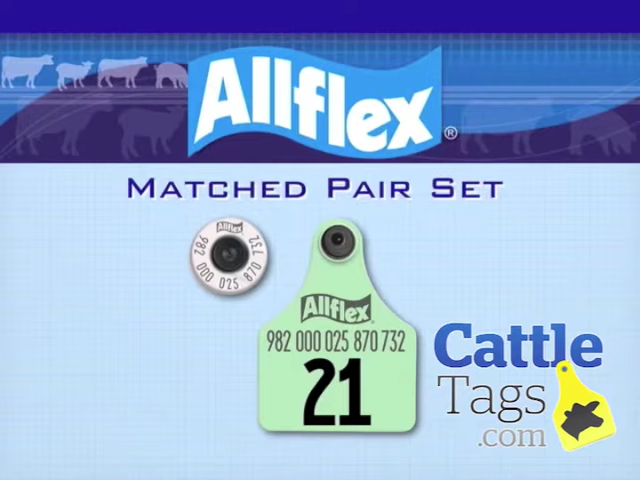 Allflex®
MATCHED PAIR SET
Allflex
982 000 025 870 732
Allflex®
982 000 025 870 732
21
Cattle
Tags
.com